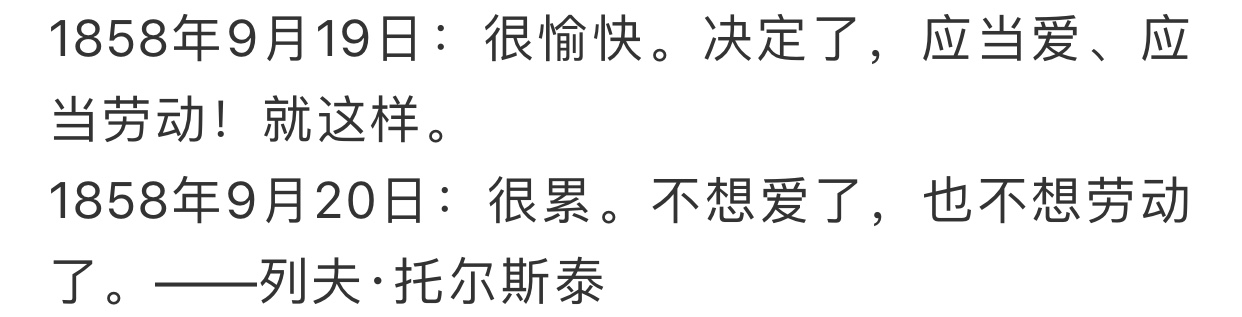 1858年9月19日：很愉快。决定了，应当爱、应
当劳动！就这样。
1858年9月20日：很累。不想爱了，也不想劳动
了。——列夫·托尔斯泰